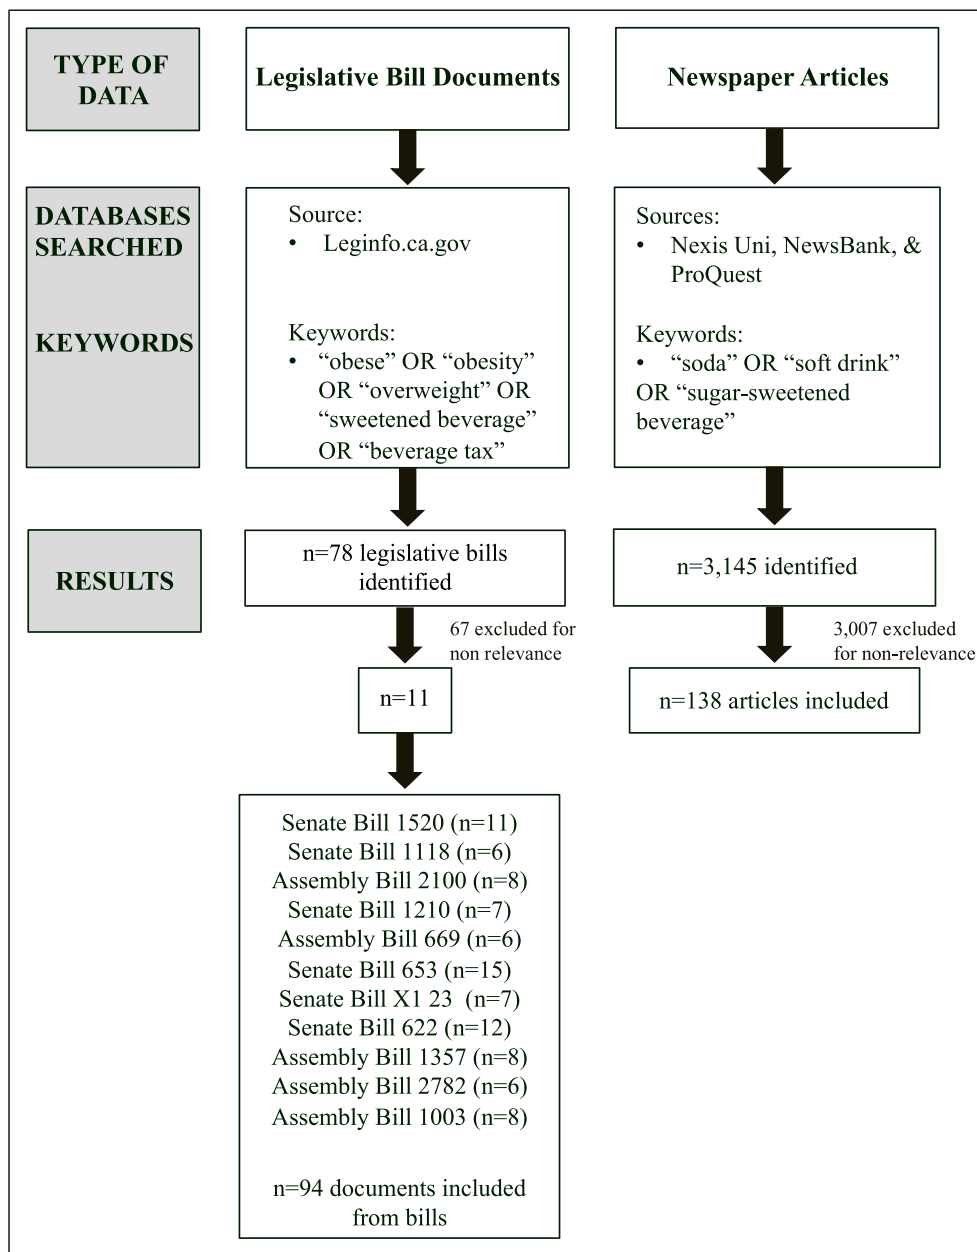 TYPE OF
DATA
Legislative Bill Documents
Newspaper Articles
DATABASES
SEARCHED
KEYWORDS
Source:
• Leginfo.ca.gov
Keywords:
• “obese” OR “obesity”
OR “overweight” OR
“sweetened beverage”
OR “beverage tax”
Sources:
• Nexis Uni, NewsBank, &
ProQuest
Keywords:
• “soda” OR “soft drink”
OR “sugar-sweetened
beverage”
RESULTS
n=78 legislative bills
identified
n=3,145 identified
67 excluded for
non relevance
3,007 excluded
for non-relevance
n=11
n=138 articles included
Senate Bill 1520 (n=11)
Senate Bill 1118 (n=6)
Assembly Bill 2100 (n=8)
Senate Bill 1210 (n=7)
Assembly Bill 669 (n=6)
Senate Bill 653 (n=15)
Senate Bill X1 23 (n=7)
Senate Bill 622 (n=12)
Assembly Bill 1357 (n=8)
Assembly Bill 2782 (n=6)
Assembly Bill 1003 (n=8)
n=94 documents included
from bills